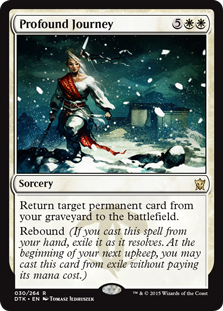 Profound Journey 5
Sorcery
Return target permanent card from
your graveyard to the battlefield.
Rebound (If you cast this spell from
your hand, exile it as it resolves. At the
beginning of your next upkeep, you may
cast this card from exile without paying
its mana cost.)
030/264 R
DTK • EN Tomasz Jedruszek
™ & © 2015 Wizards of the Coast